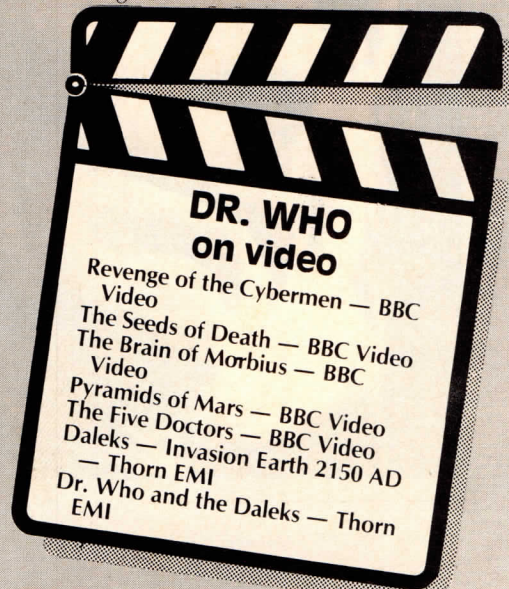 DR. WHO
on video
Revenge of the Cybermen — BBC
Video
The Seeds of Death — BBC Video
The Brain of Morbius — BBC
Video
Pyramids of Mars — BBC Video
The Five Doctors — BBC Video
Daleks — Invasion Earth 2150 AD
— Thorn EMI
Dr. Who and the Daleks — Thorn
EMI